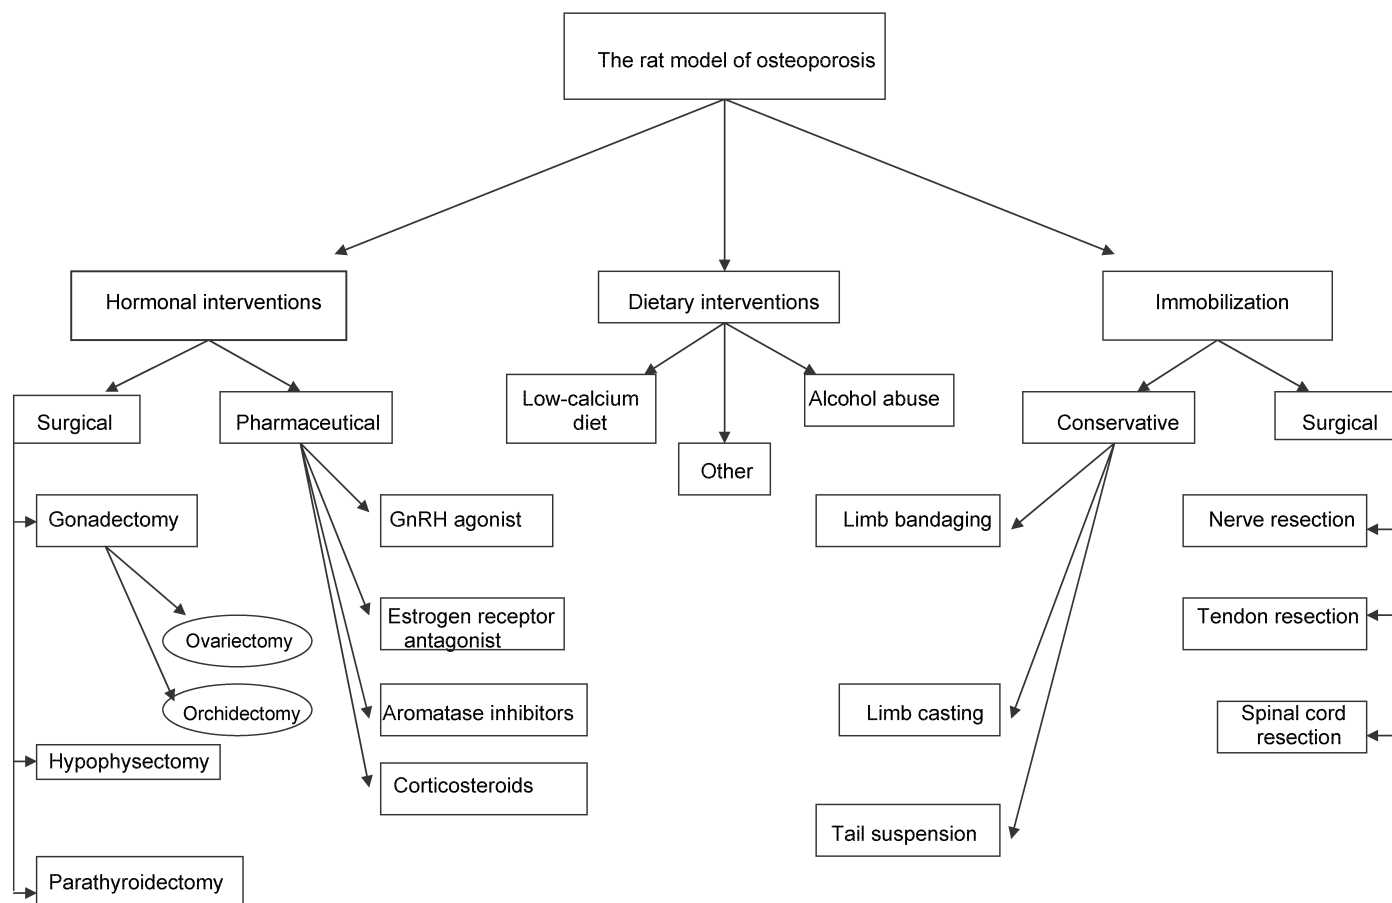 The rat model of osteoporosis
Hormonal interventions
Dietary interventions
Immobilization
Surgical
Pharmaceutical
Low-calcium
diet
Other
Alcohol abuse
Conservative
Surgical
Gonadectomy
Ovariectomy
Orchidectomy
Hypophysectomy
Parathyroidectomy
GnRH agonist
Estrogen receptor
antagonist
Aromatase inhibitors
Corticosteroids
Limb bandaging
Limb casting
Tail suspension
Nerve resection
Tendon resection
Spinal cord
resection